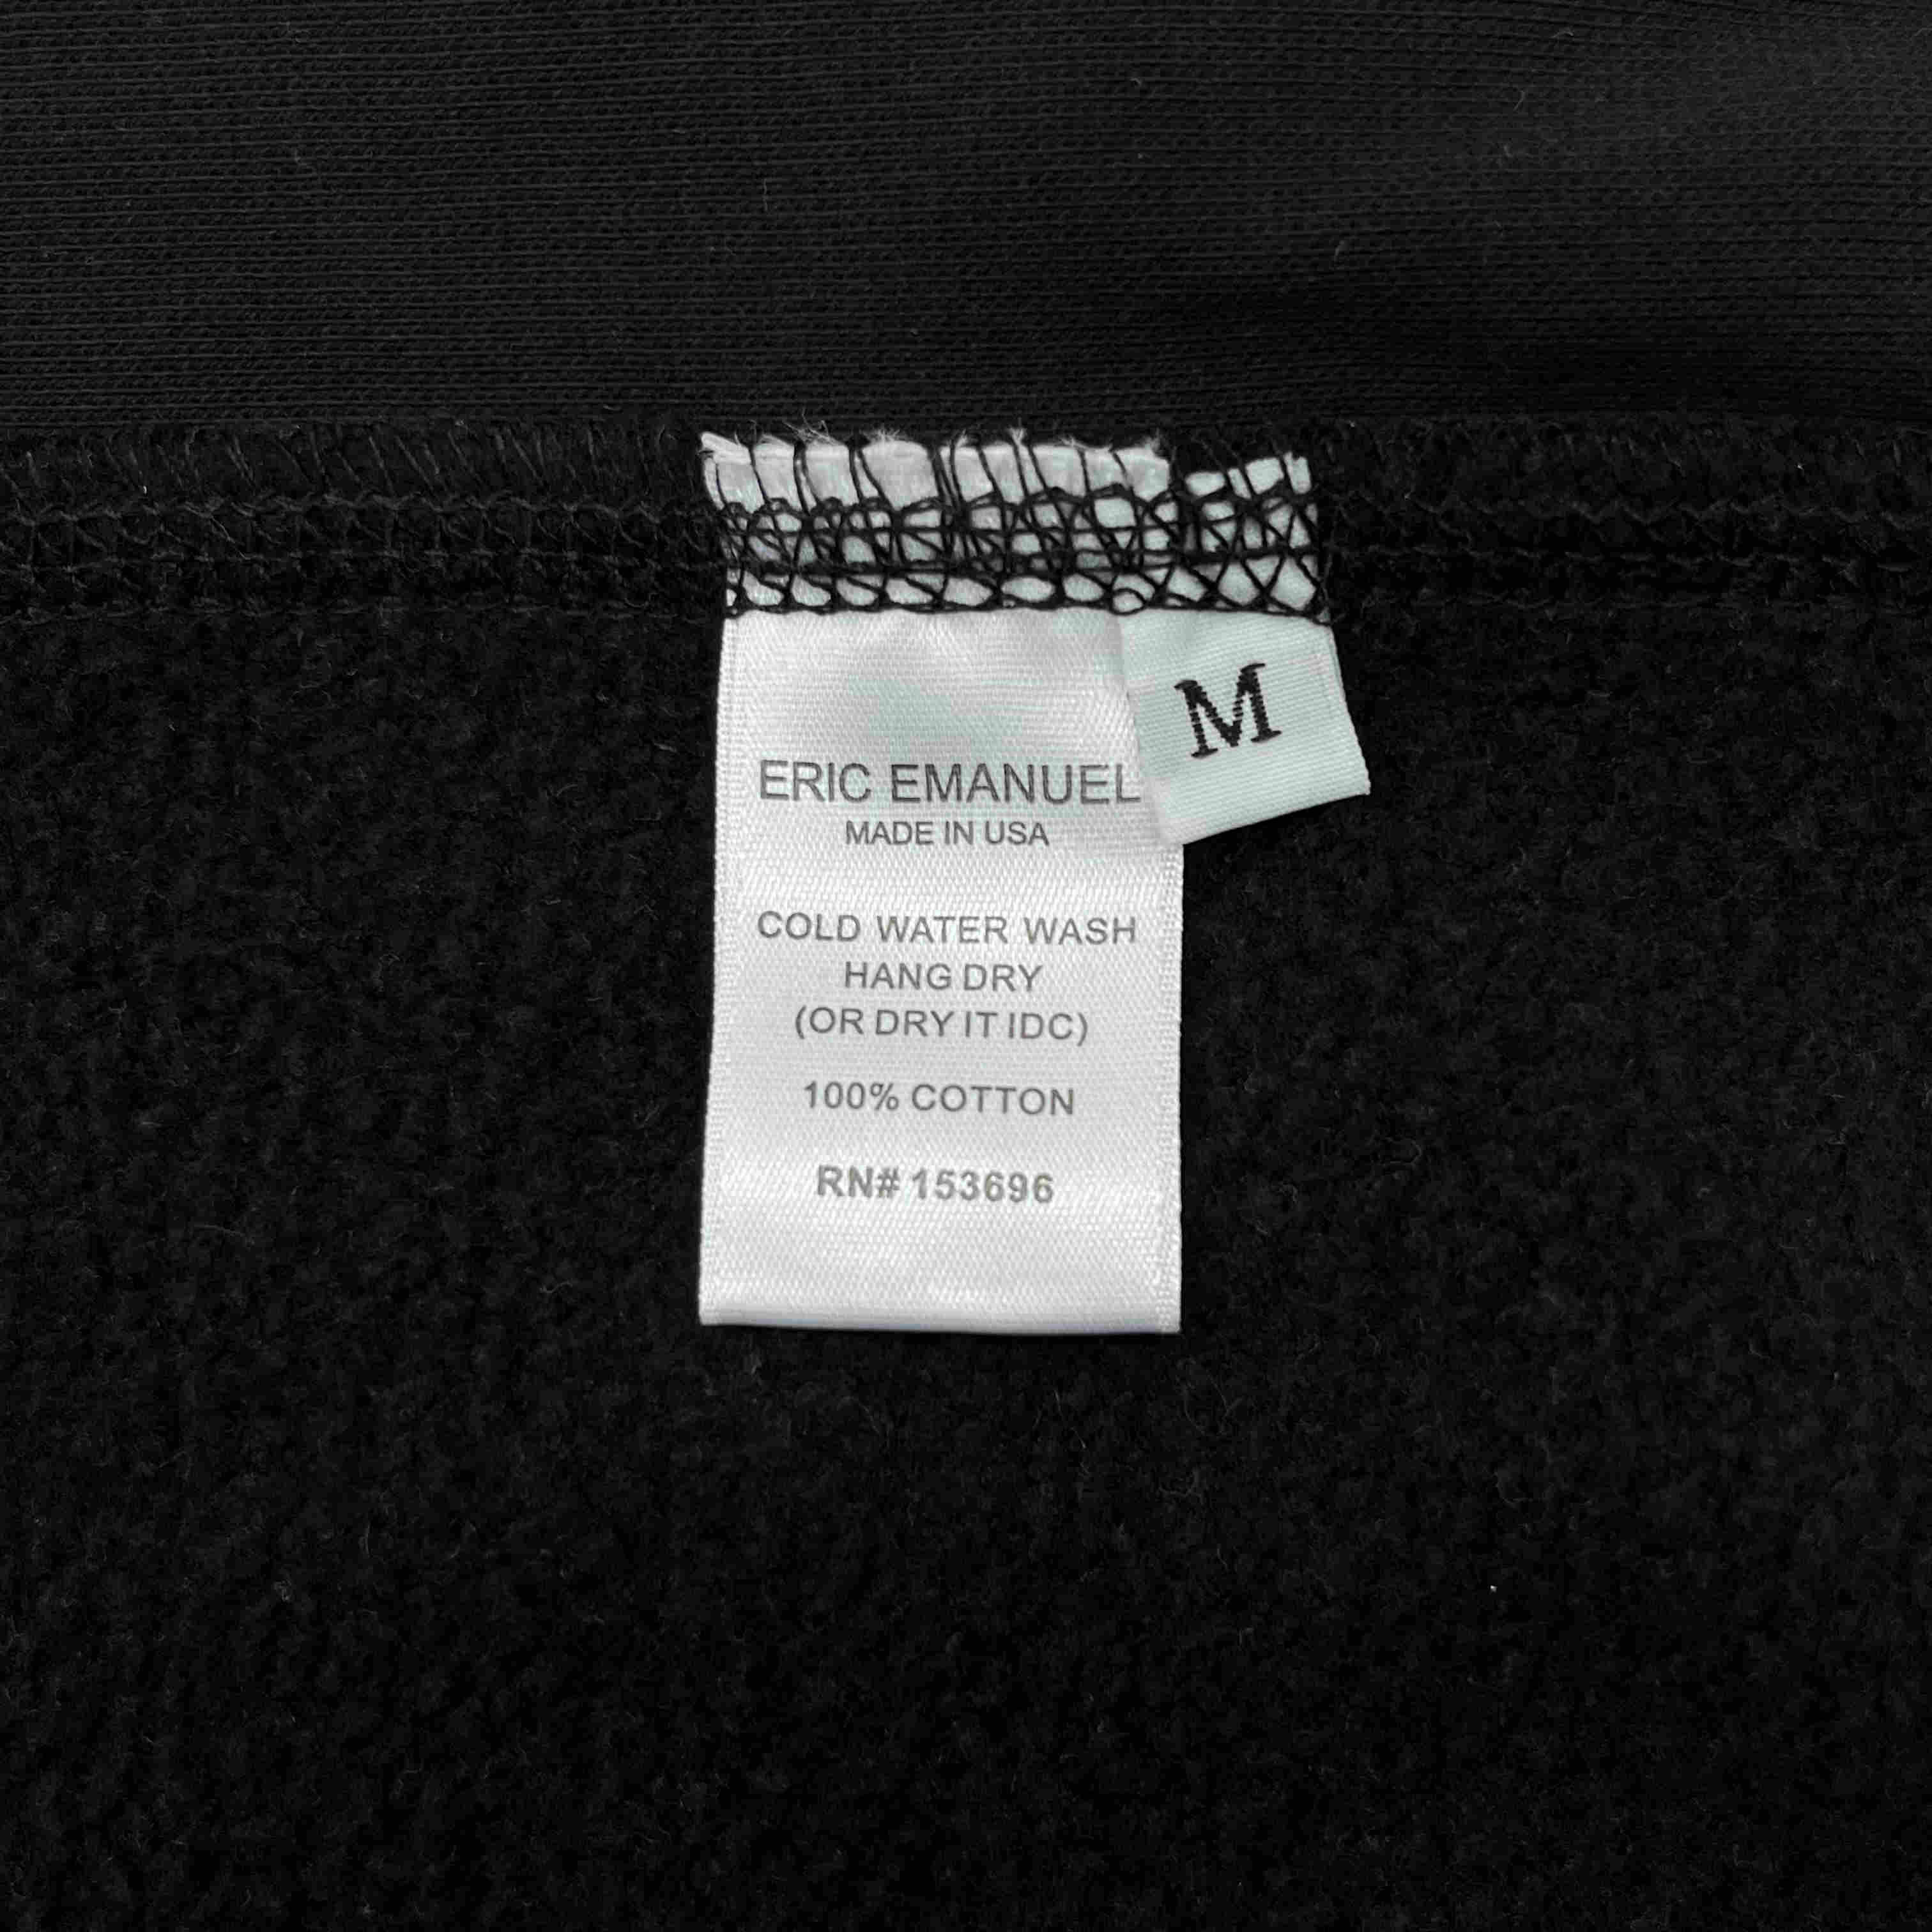 M
ERIC EMANUEL
MADE IN USA
COLD WATER WASH
HANG DRY
(OR DRY IT IDC)
100% COTTON
RN# 153696